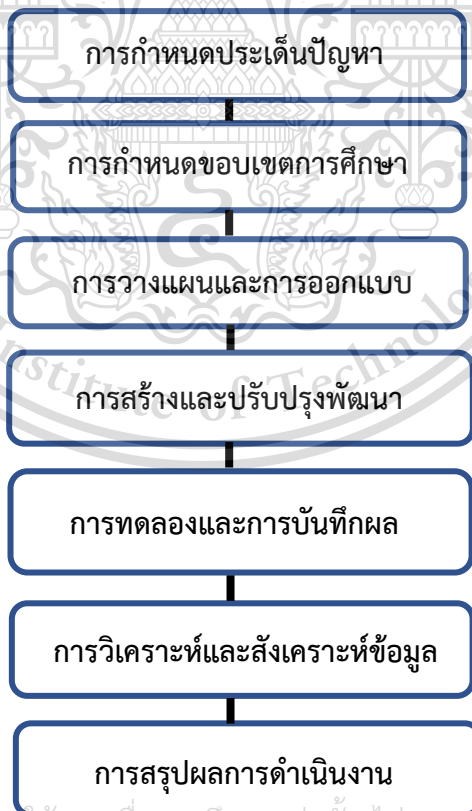 การกำหนดประเด็นปัญหา
การกำหนดขอบเขตการศึกษา
การวางแผนและการออกแบบ
การสร้างและปรับปรุงพัฒนา
stitute of Technolo
การทดลองและการบันทึกผล
การวิเคราะห์และสังเคราะห์ข้อมูล
การสรุปผลการดำเนินงาน